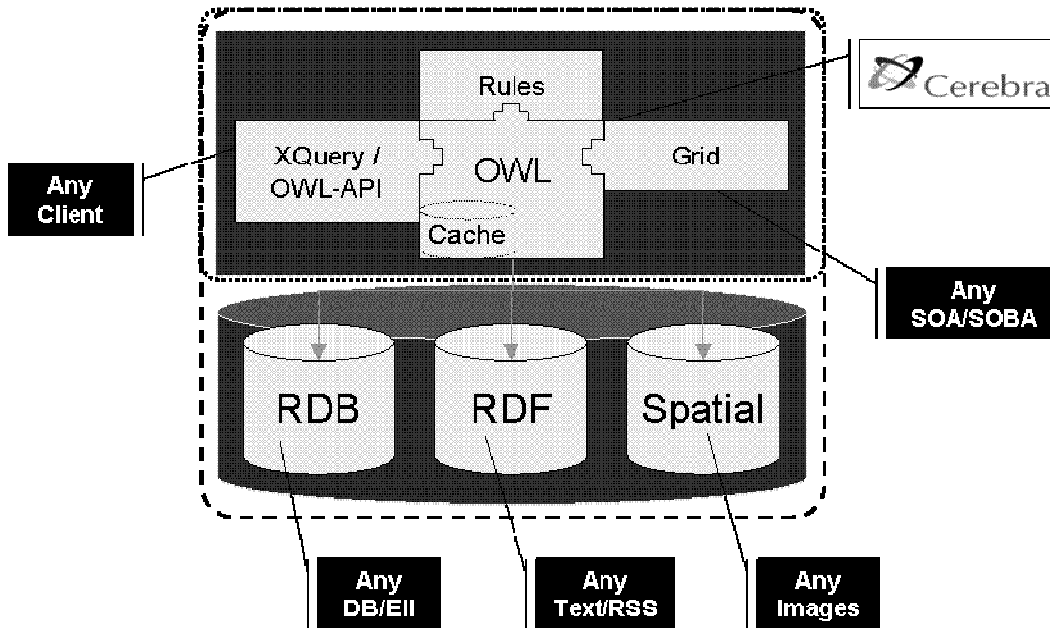 Rules
Cerebra
XQuery /
OWL-API
OWL
Grid
Any
Client
Cache
Any
SOA/SOBA
RDB
RDF
Spatial
Any
DB/EII
Any
Text/RSS
Any
Images